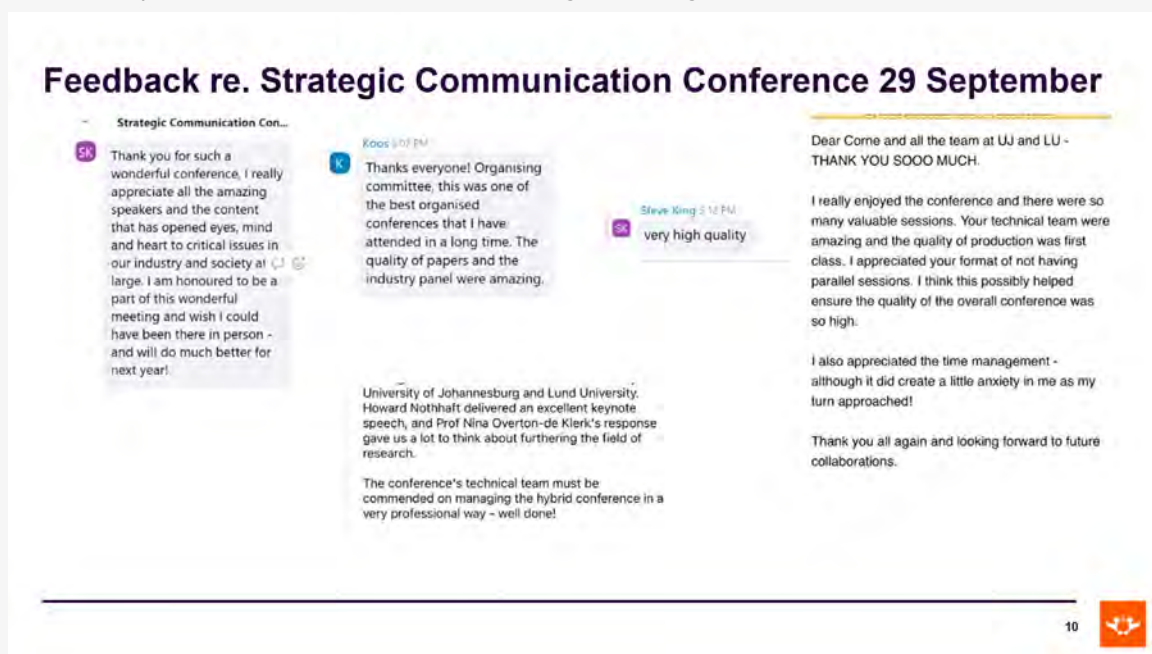 Feedback re. Strategic Communication Conference 29 September
Strategic Communication Con...
SK
Thank you for such a
wonderful conference, I really
appreciate all the amazing
speakers and the content
that has opened eyes, mind
and heart to critical issues in
our industry and society at
large. I am honoured to be a
part of this wonderful
meeting and wish I could
have been there in person -
and will do much better for
next year!
Koos 5:07 PM
K
Thanks everyone! Organising
committee, this was one of
the best organised
conferences that I have
attended in a long time. The
quality of papers and the
industry panel were amazing.
University of Johannesburg and Lund University.
Howard Nothhaft delivered an excellent keynote
speech, and Prof Nina Overton-de Klerk's response
gave us a lot to think about furthering the field of
research.
The conference's technical team must be
commended on managing the hybrid conference in a
very professional way - well done!
Steve King 5:12 PM
SK
very high quality
Dear Corne and all the team at UJ and LU -
THANK YOU SOOO MUCH.
I really enjoyed the conference and there were so
many valuable sessions. Your technical team were
amazing and the quality of production was first
class. I appreciated your format of not having
parallel sessions. I think this possibly helped
ensure the quality of the overall conference was
so high.
I also appreciated the time management -
although it did create a little anxiety in me as my
turn approached!
Thank you all again and looking forward to future
collaborations.
10